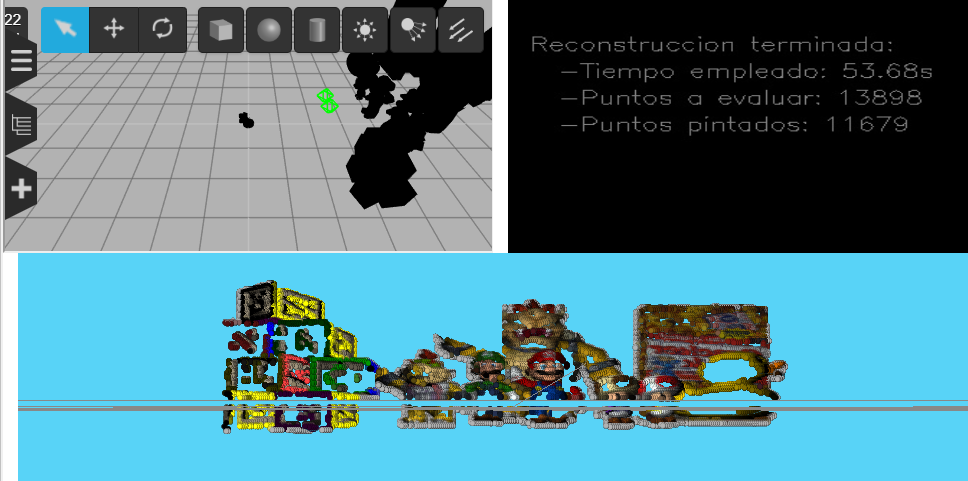 22
Reconstruccion terminada:
-Tiempo empleado: 53.68s
-Puntos a evaluar: 13898
-Puntos pintados: 11679